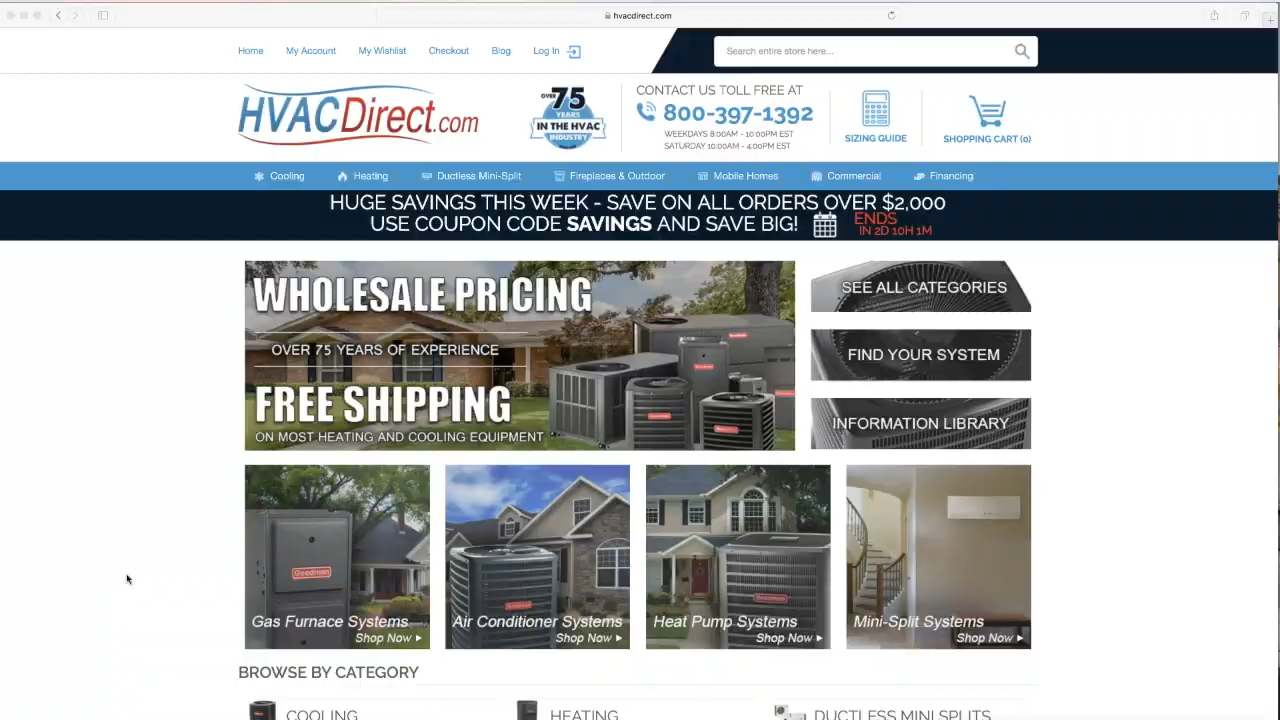 hvacdirect.com
Home My Account My Wishlist Checkout Blog Log In
Search entire store here...
HVACDirect.com
OVER 75 YEARS
IN THE HVAC
INDUSTRY
CONTACT US TOLL FREE AT
800-397-1392
WEEKDAYS 8:00AM - 10:00PM EST
SATURDAY 10:00AM - 4:00PM EST
SIZING GUIDE
SHOPPING CART (0)
Cooling Heating Ductless Mini-Split Fireplaces & Outdoor Mobile Homes Commercial Financing
HUGE SAVINGS THIS WEEK - SAVE ON ALL ORDERS OVER $2,000
USE COUPON CODE SAVINGS AND SAVE BIG!
ENDS
IN 2D 10H 1M
WHOLESALE PRICING
OVER 75 YEARS OF EXPERIENCE
FREE SHIPPING
ON MOST HEATING AND COOLING EQUIPMENT
SEE ALL CATEGORIES
FIND YOUR SYSTEM
INFORMATION LIBRARY
Goodman
Gas Furnace Systems
Shop Now
Air Conditioner Systems
Shop Now
Heat Pump Systems
Shop Now
Mini-Split Systems
Shop Now
BROWSE BY CATEGORY
COOLING HEATING DUCTLESS MINI SPLITS